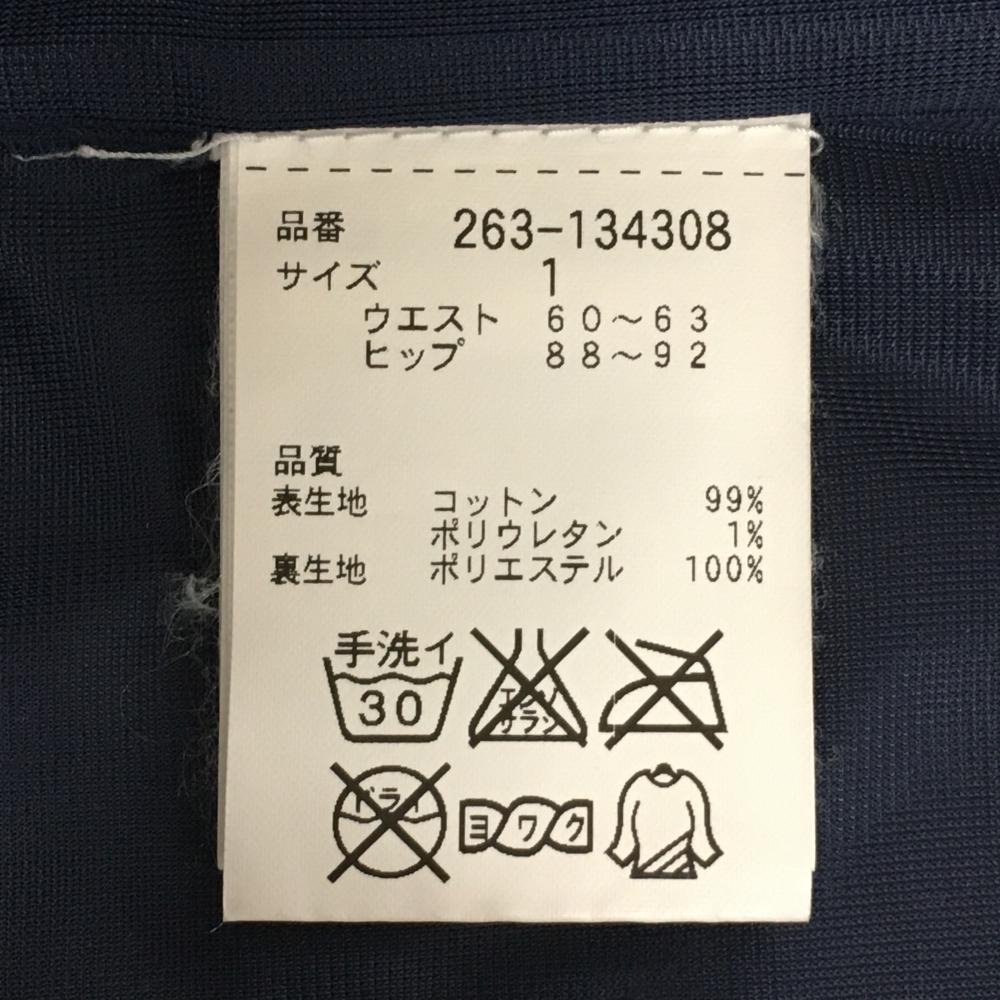 品番 263-134308
サイズ 1
ウエスト 60〜63
ヒップ 88〜92
品質
表生地 コットン 99%
ポリウレタン 1%
裏生地 ポリエステル 100%
手洗イ
30
エンソ
サラシ
ドライ
ヨワク